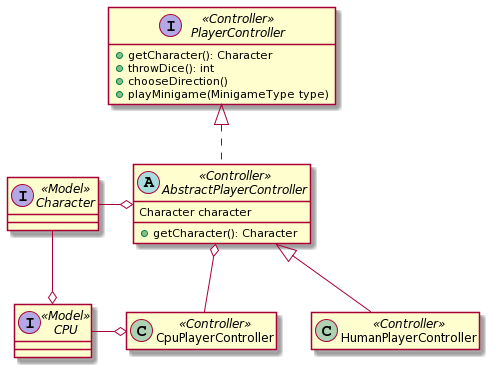 I
«Controller»
PlayerController
getCharacter(): Character
throwDice(): int
chooseDirection()
playMinigame(MinigameType type)
I
«Model»
Character
A
«Controller»
AbstractPlayerController
Character character
getCharacter(): Character
I
«Model»
CPU
C
«Controller»
CpuPlayerController
C
«Controller»
HumanPlayerController